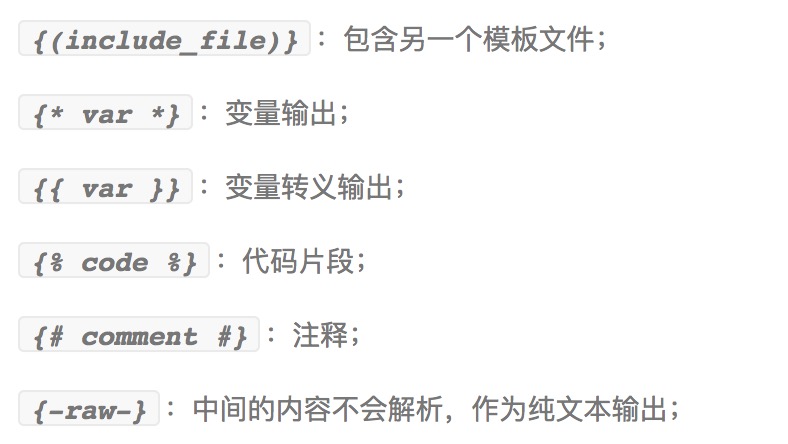 {(include_file)}：包含另一个模板文件；
{* var *}：变量输出；
{{ var }}：变量转义输出；
{% code %}：代码片段；
{# comment #}：注释；
{-raw-}：中间的内容不会解析，作为纯文本输出；